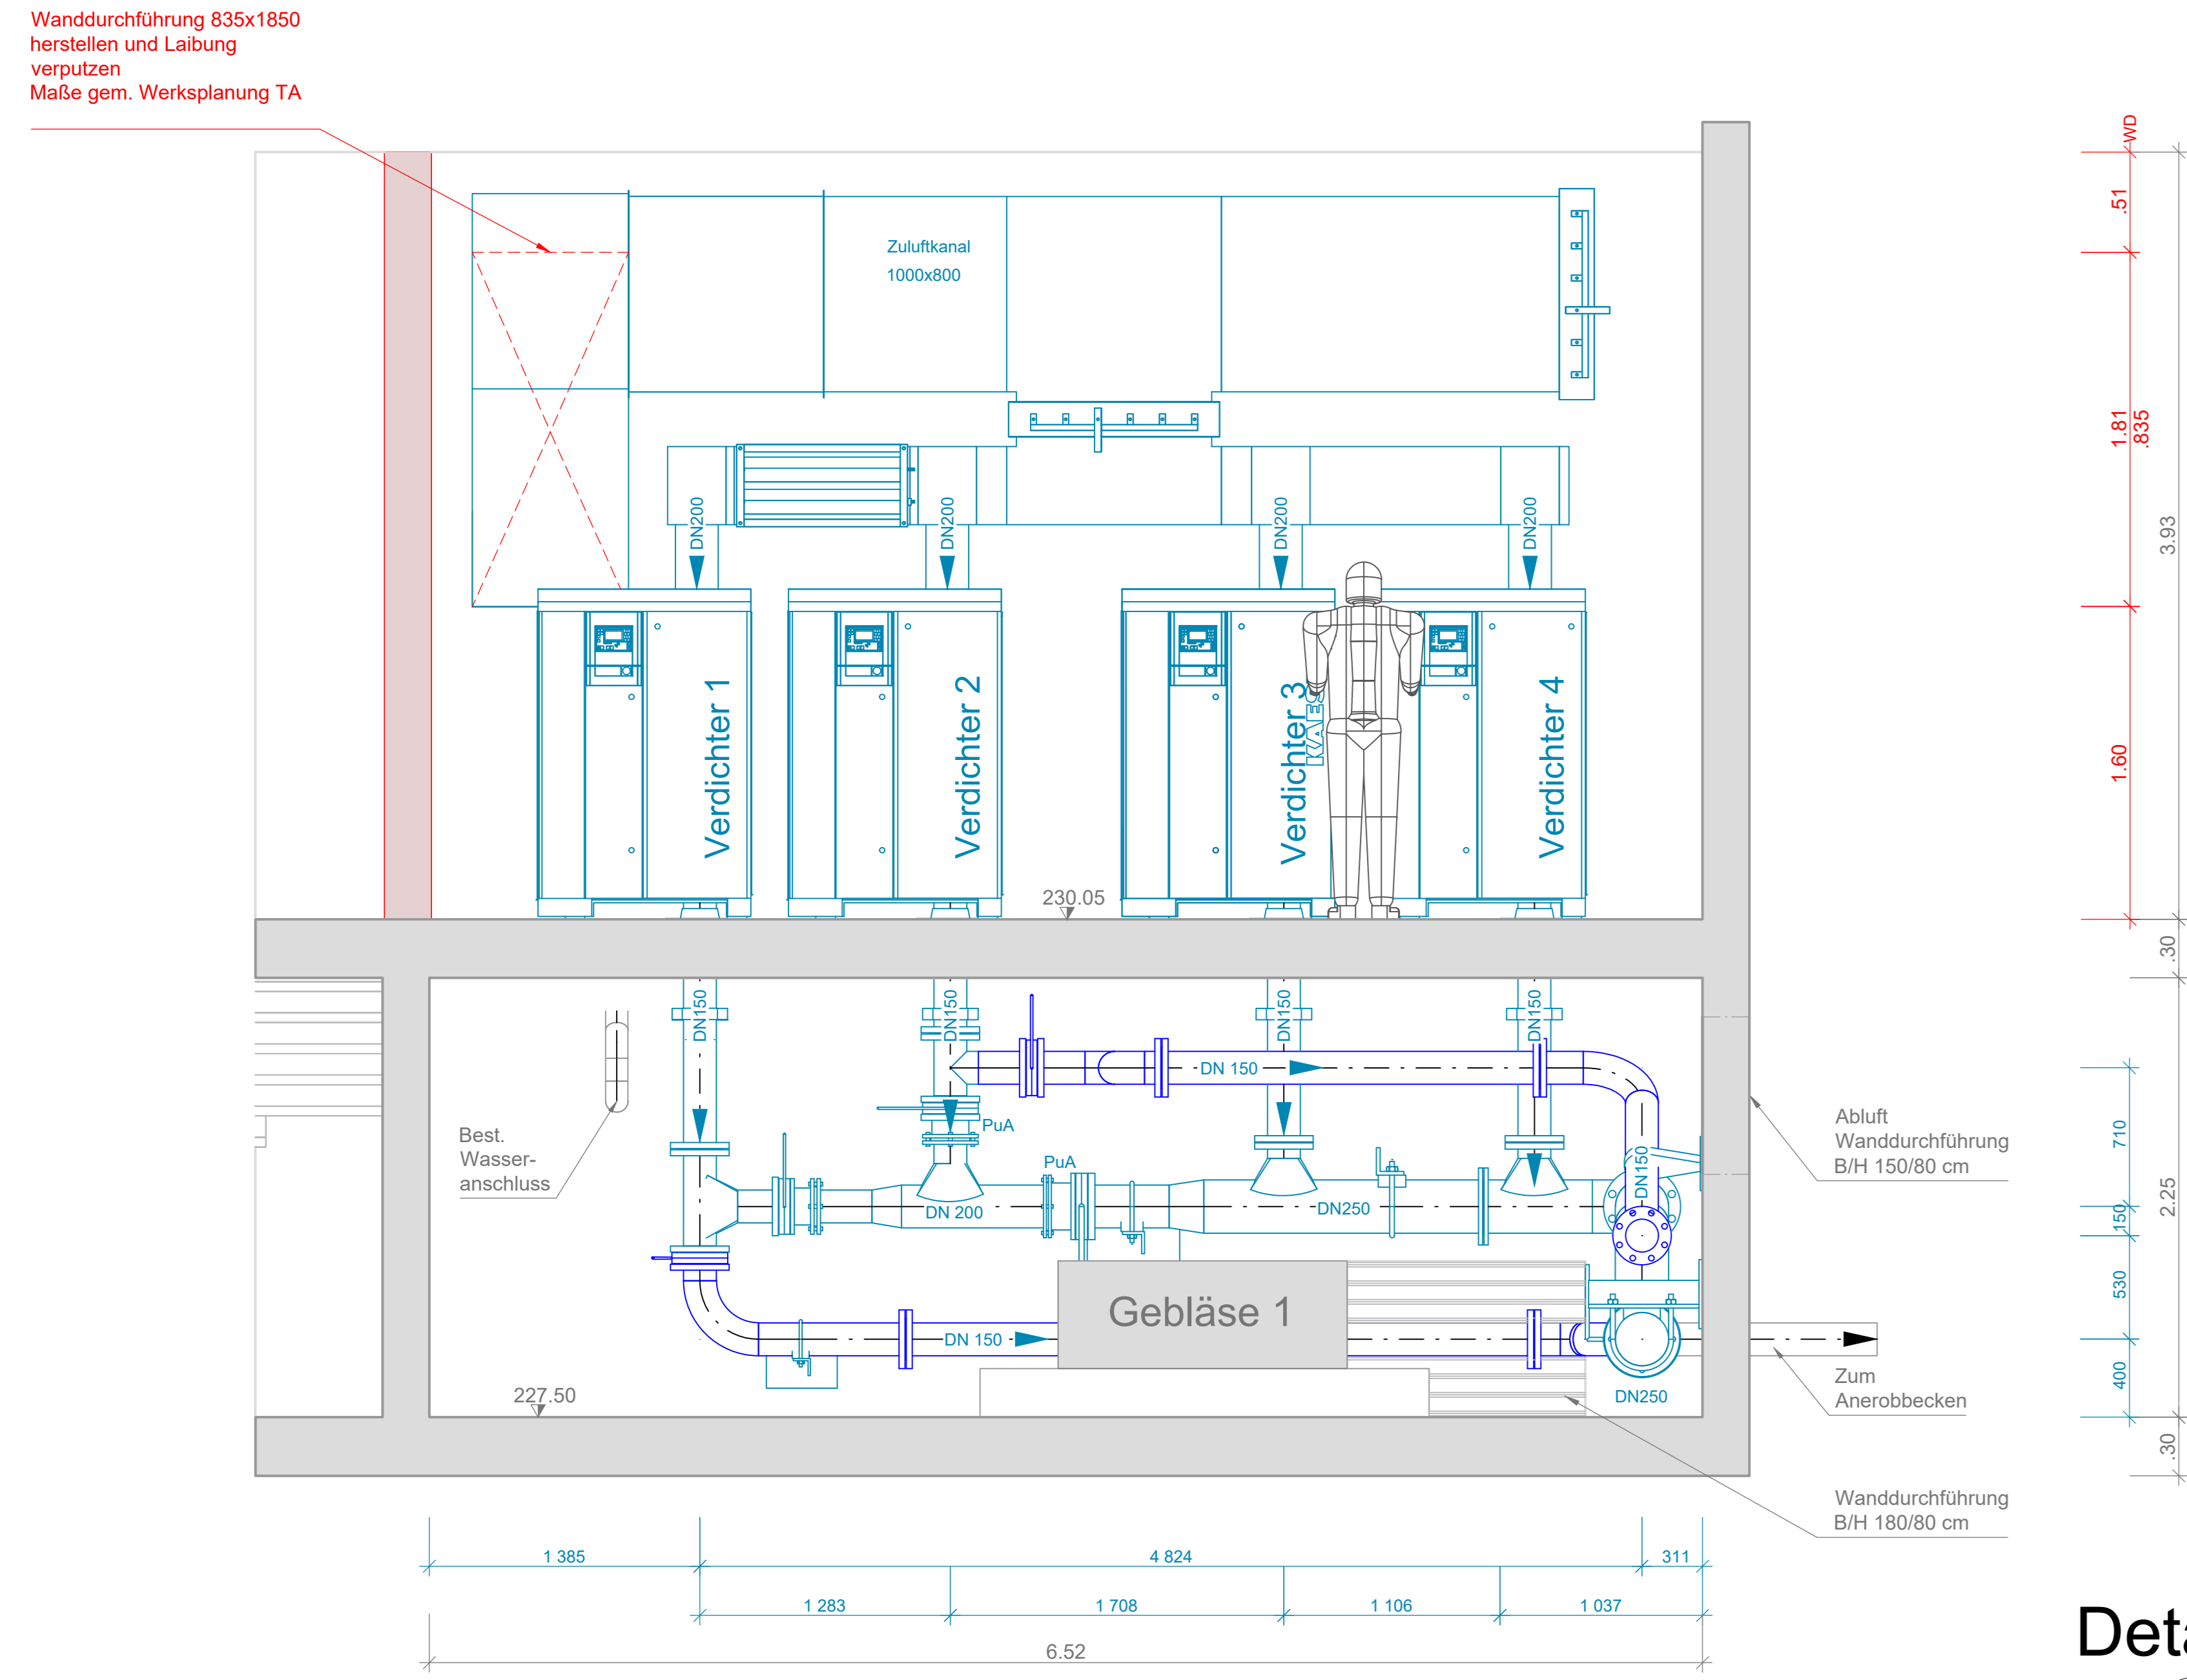 Wanddurchführung 835x1850
herstellen und Laibung
verputzen
Maße gem. Werksplanung TA
WD
.51
1.81
.835
1.60
3.93
.30
2.25
.30
Zuluftkanal
1000x800
DN200
DN200
DN200
DN200
Verdichter 1
Verdichter 2
Verdichter 3
Verdichter 4
230.05
DN150
DN150
DN150
DN150
DN 150
PuA
PuA
DN 200
DN250
DN150
Best.
Wasser-
anschluss
Gebläse 1
DN 150
DN250
227.50
Abluft
Wanddurchführung
B/H 150/80 cm
Zum
Anerobbecken
Wanddurchführung
B/H 180/80 cm
710
150
530
400
1 385
4 824
311
1 283
1 708
1 106
1 037
6.52